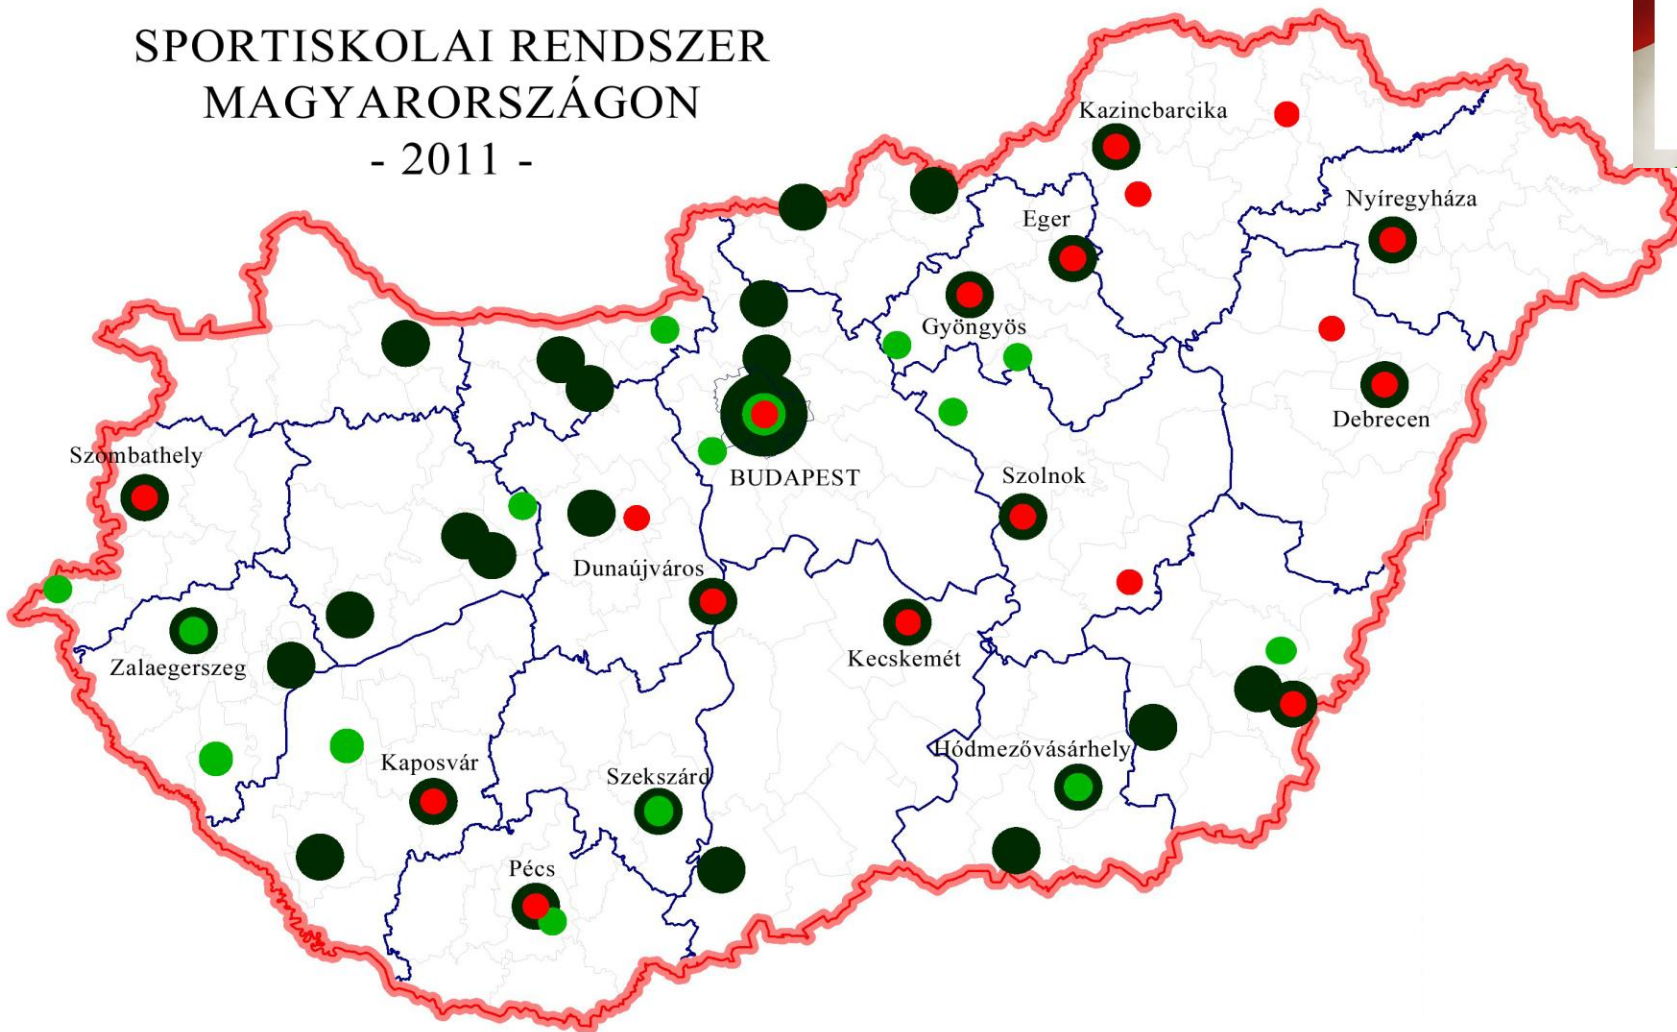 SPORTISKOLAI RENDSZER
MAGYARORSZÁGON
- 2011 -
Kazincbarcika
Nyíregyháza
Eger
Gyöngyös
Debrecen
Szombathely
BUDAPEST
Szolnok
Dunaújváros
Kecskemét
Zalaegerszeg
Hódmezővásárhely
Kaposvár
Szekszárd
Pécs